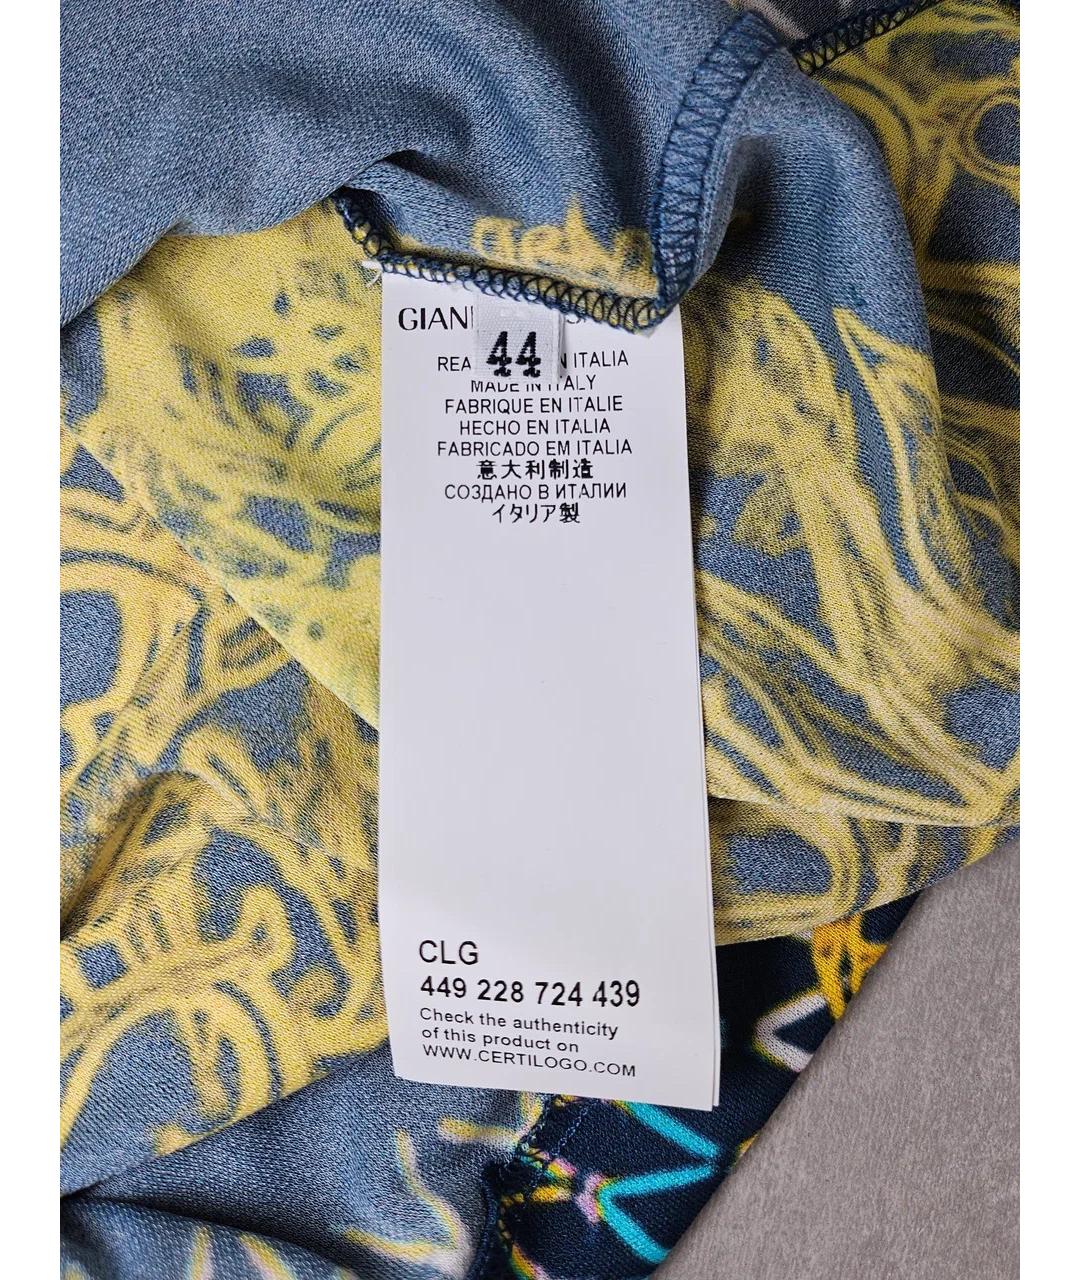 GIAN
44
REA N ITALIA
MADE IN ITALY
FABRIQUE EN ITALIE
HECHO EN ITALIA
FABRICADO EM ITALIA
意大利制造
СОЗДАНО В ИТАЛИИ
イタリア製
CLG
449 228 724 439
Check the authenticity
of this product on
WWW.CERTILOGO.COM